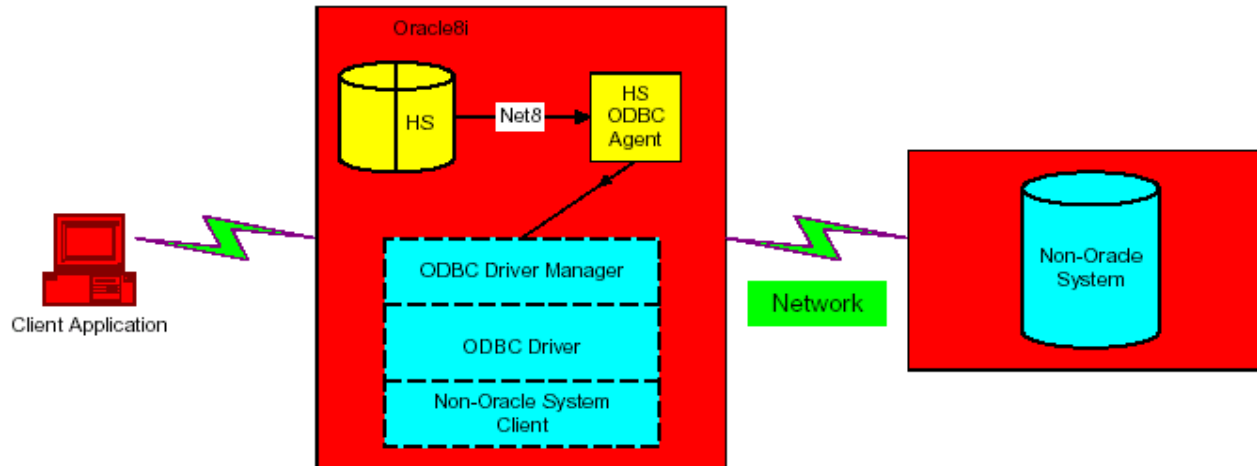 Oracle8i
HS
Net8
HS
ODBC
Agent
Client Application
ODBC Driver Manager
ODBC Driver
Non-Oracle System
Client
Network
Non-Oracle
System